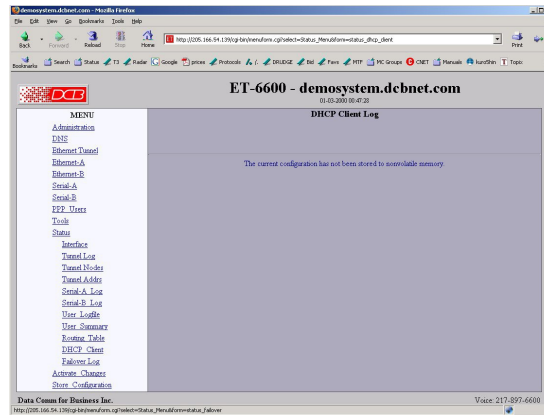 demosystem.dcbnet.com - Mozilla Firefox
File Edit View Go Bookmarks Tools Help
Back Forward Reload Stop Home http://205.166.54.139/cgi-bin/menuform.cgi?select=Status_Menu&form=status_dhcp_client Print
Bookmarks Search Status T3 Radar Google prices Protocols /. DRUDGE Bid Favs MTF MC Groups CNET Manuals kuro5hin Topic
DCB
ET-6600 - demosystem.dcbnet.com
01-03-2000 00:47:28
MENU
Administration
DNS
Ethernet Tunnel
Ethernet-A
Ethernet-B
Serial-A
Serial-B
PPP Users
Tools
Status
Interface
Tunnel Log
Tunnel Nodes
Tunnel Addrs
Serial-A Log
Serial-B Log
User Logfile
User Summary
Routing Table
DHCP Client
Failover Log
Activate Changes
Store Configuration
DHCP Client Log
The current configuration has not been stored to nonvolatile memory.
Data Comm for Business Inc. Voice: 217-897-6600
http://205.166.54.139/cgi-bin/menuform.cgi?select=Status_Menu&form=status_failover